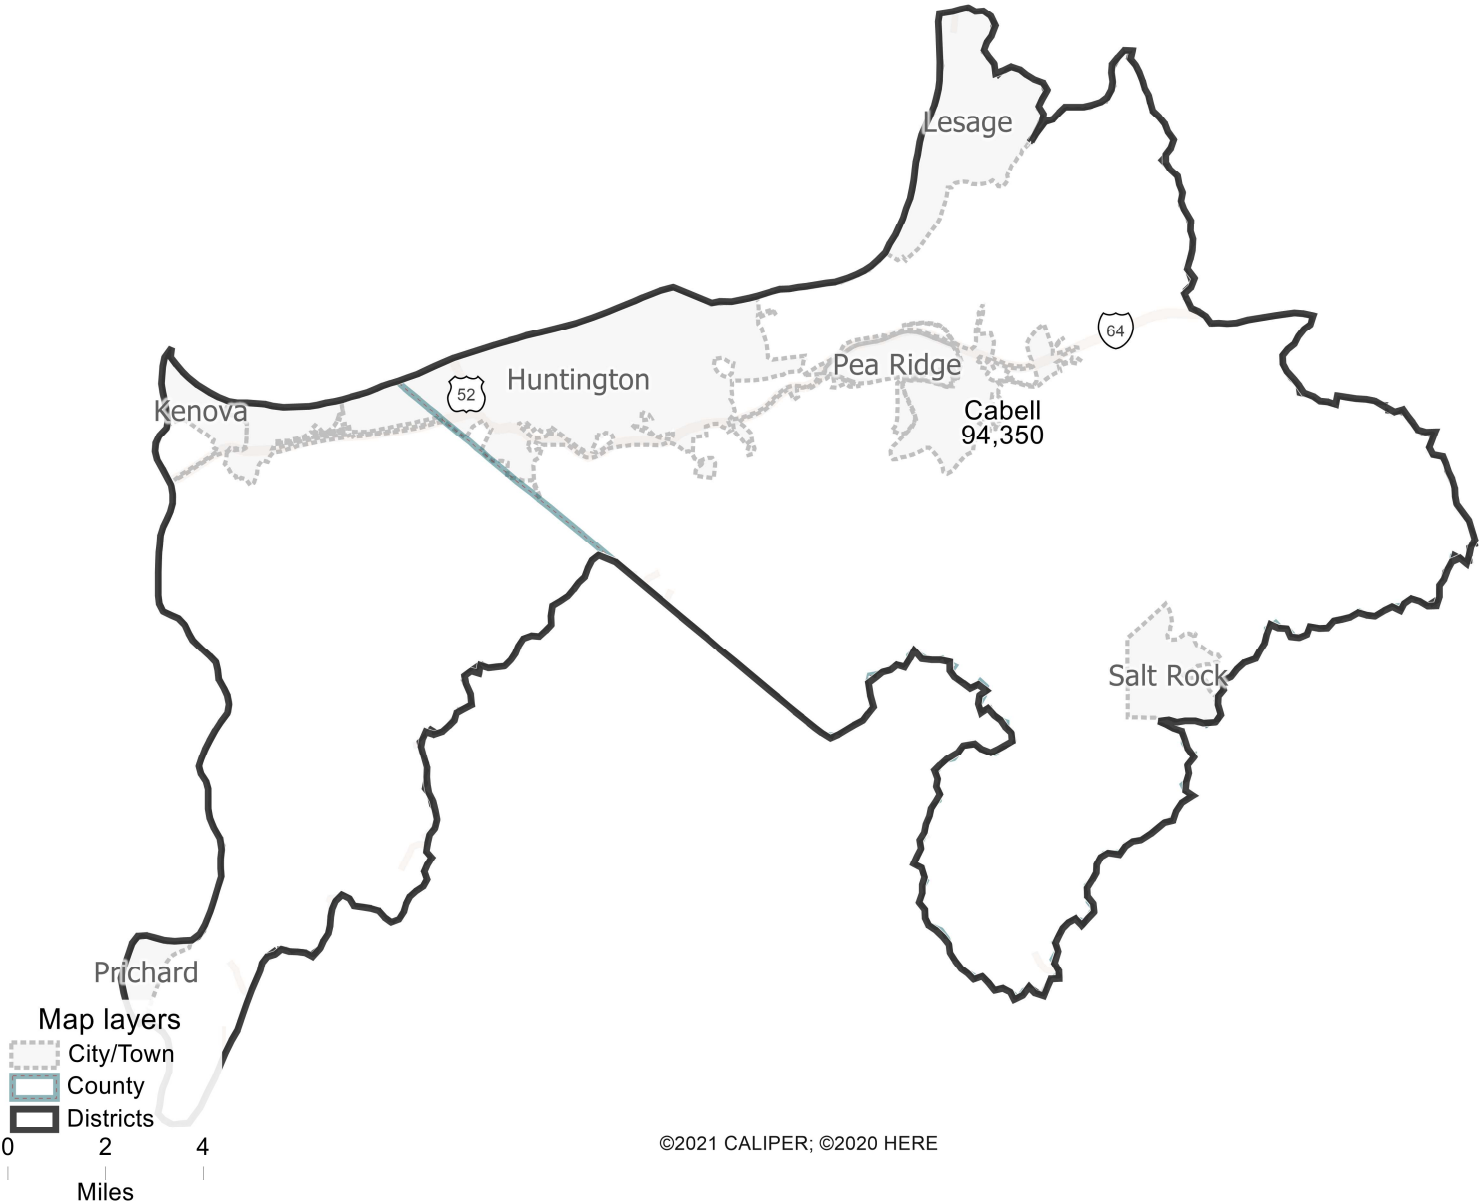 Lesage
64
Pea Ridge
Huntington
52
Kenova
Cabell
94,350
Salt Rock
Prichard
Map layers
City/Town
County
Districts
0 2 4
Miles
©2021 CALIPER; ©2020 HERE